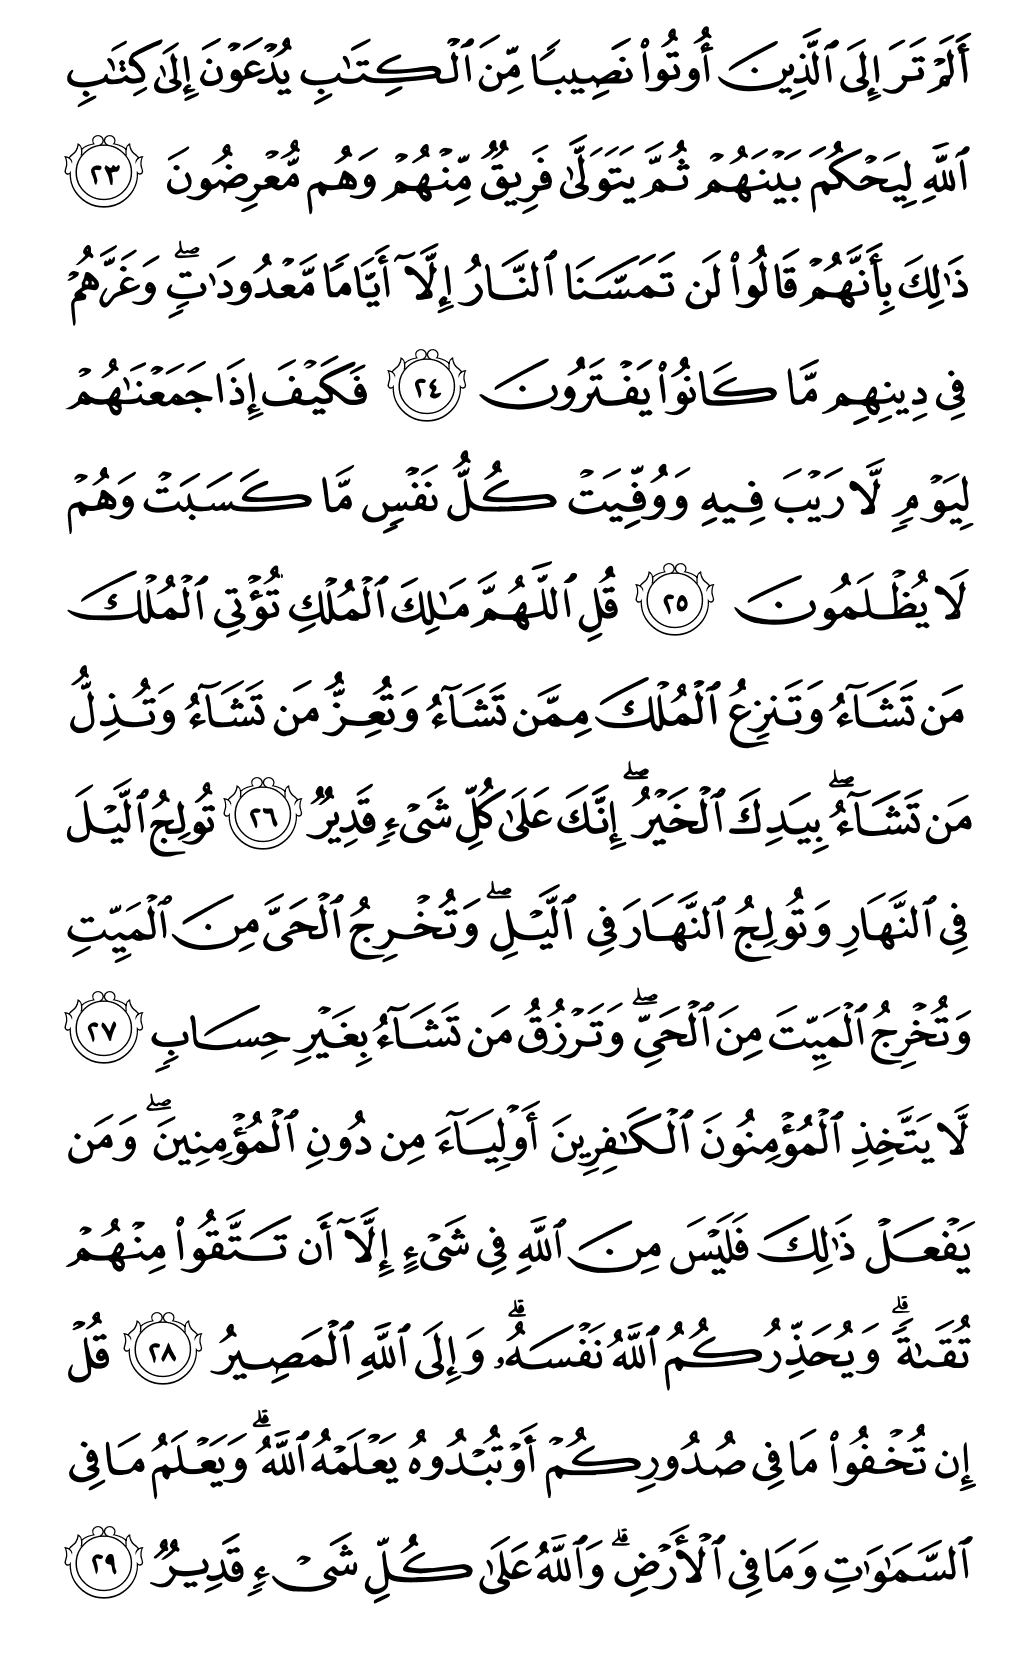 أَلَمۡ تَرَ إِلَى ٱلَّذِينَ أُوتُواْ نَصِيبٗا مِّنَ ٱلۡكِتَٰبِ يُدۡعَوۡنَ إِلَىٰ كِتَٰبِ
ٱللَّهِ لِيَحۡكُمَ بَيۡنَهُمۡ ثُمَّ يَتَوَلَّىٰ فَرِيقٞ مِّنۡهُمۡ وَهُم مُّعۡرِضُونَ ٢٣
ذَٰلِكَ بِأَنَّهُمۡ قَالُواْ لَن تَمَسَّنَا ٱلنَّارُ إِلَّآ أَيَّامٗا مَّعۡدُودَٰتٖۖ وَغَرَّهُمۡ
فِي دِينِهِم مَّا كَانُواْ يَفۡتَرُونَ ٢٤ فَكَيۡفَ إِذَا جَمَعۡنَٰهُمۡ
لِيَوۡمٖ لَّا رَيۡبَ فِيهِ وَوُفِّيَتۡ كُلُّ نَفۡسٖ مَّا كَسَبَتۡ وَهُمۡ
لَا يُظۡلَمُونَ ٢٥ قُلِ ٱللَّهُمَّ مَٰلِكَ ٱلۡمُلۡكِ تُؤۡتِي ٱلۡمُلۡكَ
مَن تَشَآءُ وَتَنزِعُ ٱلۡمُلۡكَ مِمَّن تَشَآءُ وَتُعِزُّ مَن تَشَآءُ وَتُذِلُّ
مَن تَشَآءُۖ بِيَدِكَ ٱلۡخَيۡرُۖ إِنَّكَ عَلَىٰ كُلِّ شَيۡءٖ قَدِيرٞ ٢٦ تُولِجُ ٱلَّيۡلَ
فِي ٱلنَّهَارِ وَتُولِجُ ٱلنَّهَارَ فِي ٱلَّيۡلِۖ وَتُخۡرِجُ ٱلۡحَيَّ مِنَ ٱلۡمَيِّتِ
وَتُخۡرِجُ ٱلۡمَيِّتَ مِنَ ٱلۡحَيِّۖ وَتَرۡزُقُ مَن تَشَآءُ بِغَيۡرِ حِسَابٖ ٢٧
لَّا يَتَّخِذِ ٱلۡمُؤۡمِنُونَ ٱلۡكَٰفِرِينَ أَوۡلِيَآءَ مِن دُونِ ٱلۡمُؤۡمِنِينَۖ وَمَن
يَفۡعَلۡ ذَٰلِكَ فَلَيۡسَ مِنَ ٱللَّهِ فِي شَيۡءٍ إِلَّآ أَن تَتَّقُواْ مِنۡهُمۡ
تُقَىٰةٗۗ وَيُحَذِّرُكُمُ ٱللَّهُ نَفۡسَهُۥۗ وَإِلَى ٱللَّهِ ٱلۡمَصِيرُ ٢٨ قُلۡ
إِن تُخۡفُواْ مَا فِي صُدُورِكُمۡ أَوۡ تُبۡدُوهُ يَعۡلَمۡهُ ٱللَّهُۗ وَيَعۡلَمُ مَا فِي
ٱلسَّمَٰوَٰتِ وَمَا فِي ٱلۡأَرۡضِۗ وَٱللَّهُ عَلَىٰ كُلِّ شَيۡءٖ قَدِيرٞ ٢٩